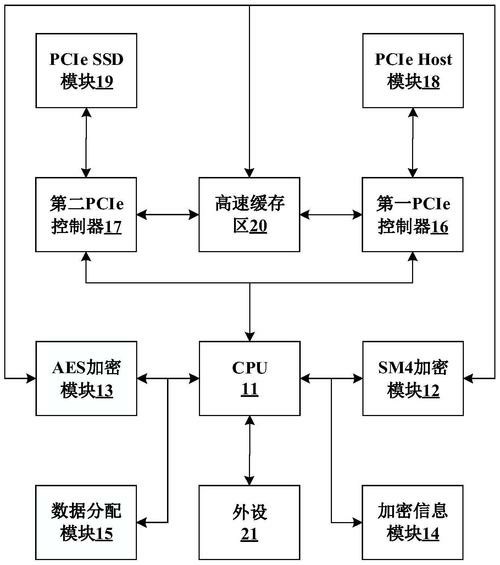 PCIe SSD
模块19
PCIe Host
模块18
第二PCIe
控制器17
高速缓存
区20
第一PCIe
控制器16
AES加密
模块13
CPU
11
SM4加密
模块12
数据分配
模块15
外设
21
加密信息
模块14